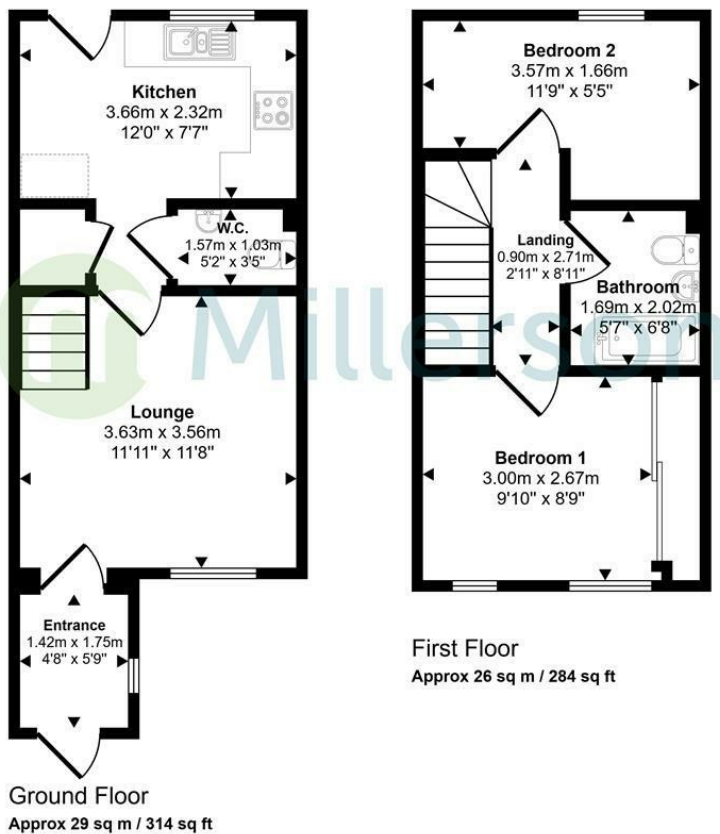 Kitchen
3.66m x 2.32m
12'0" x 7'7"
W.C.
1.57m x 1.03m
5'2" x 3'5"
Millerson
Lounge
3.63m x 3.56m
11'11" x 11'8"
Entrance
1.42m x 1.75m
4'8" x 5'9"
Ground Floor
Approx 29 sq m / 314 sq ft
Bedroom 2
3.57m x 1.66m
11'9" x 5'5"
Landing
0.90m x 2.71m
2'11" x 8'11"
Bathroom
1.69m x 2.02m
5'7" x 6'8"
Bedroom 1
3.00m x 2.67m
9'10" x 8'9"
First Floor
Approx 26 sq m / 284 sq ft